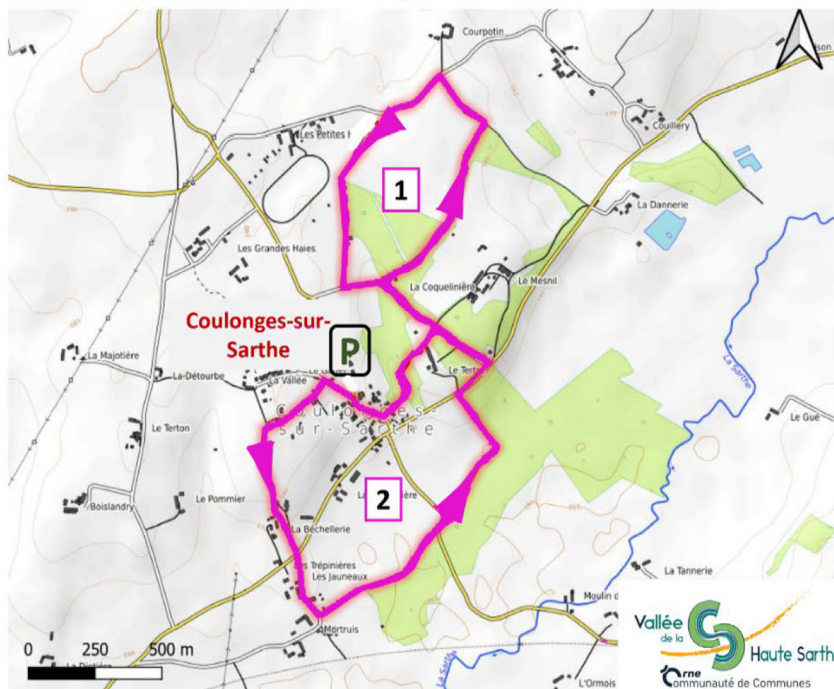 Courpotin
Couillery
Les Petites H
1
La Dannerie
Les Grandes Haies
La Coquelinière
Le Mesnil
Coulonges-sur-
Sarthe
P
La Majotière
La Détourbe
La Vallée
Le Tertre
La Sarthe
Coulonges-
sur-Sarthe
Le Gué
Le Terton
2
Le Pommier
Boislandry
La Béchellerie
Les Trépinières
Les Jauneaux
La Tannerie
Moulin d
Mortruis
0 250 500 m
La Sarthe
L'Ormois
Vallée
de la
Haute Sarth
Orne
Communauté de Communes